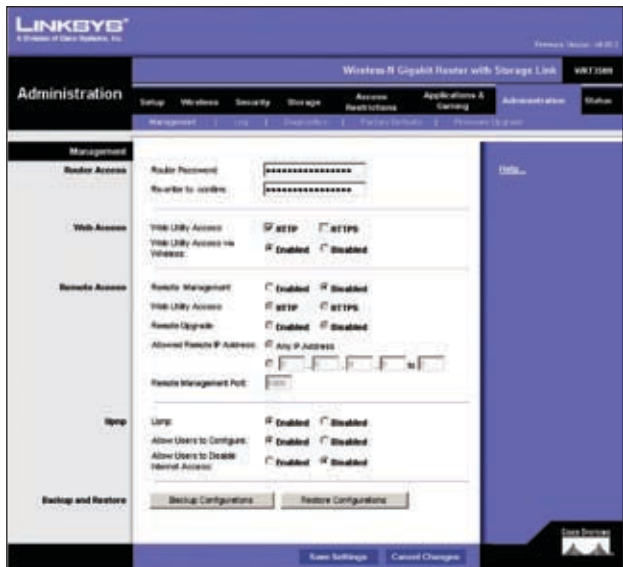 LINKSYS®
A Division of Cisco Systems, Inc.
Firmware Version:
Wireless-N Gigabit Router with Storage Link WRT350N
Administration
Setup Wireless Security Storage Access Restrictions Applications & Gaming Administration Status
Management | Log | Diagnostics | Factory Defaults | Firmware Upgrade
Management
Router Access
Router Password:
Re-enter to confirm:
Help...
Web Access
Web Utility Access: HTTP HTTPS
Web Utility Access via Wireless: Enabled Disabled
Remote Access
Remote Management: Enabled Disabled
Web Utility Access: HTTP HTTPS
Remote Upgrade: Enabled Disabled
Allowed Remote IP Address: Any IP Address
to
Remote Management Port:
Upnp
Upnp: Enabled Disabled
Allow Users to Configure: Enabled Disabled
Allow Users to Disable Internet Access: Enabled Disabled
Backup and Restore
Backup Configurations Restore Configurations
Cisco Systems
Save Settings Cancel Changes